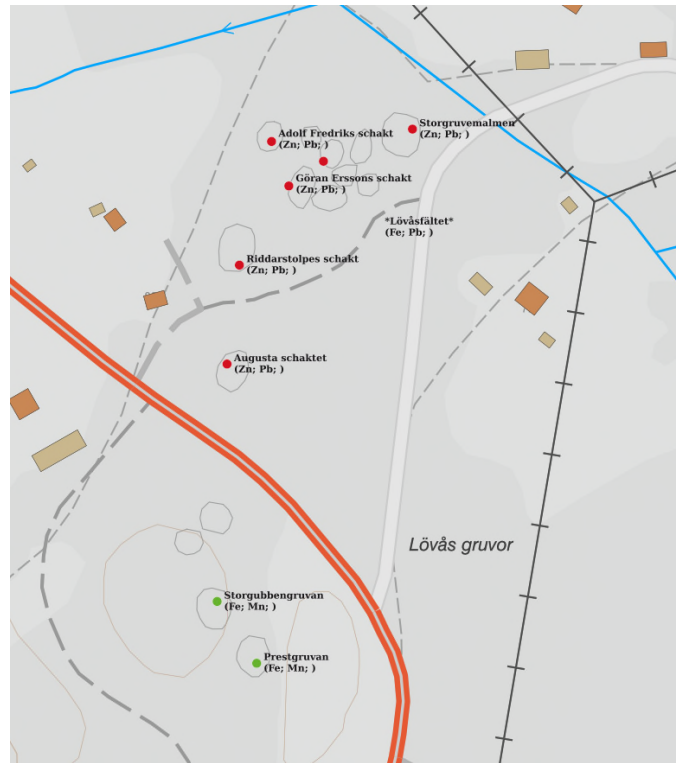 Storgruvemalmen
(Zn; Pb; )
Adolf Fredriks schakt
(Zn; Pb; )
Göran Erssons schakt
(Zn; Pb; )
*Lövåsfältet*
(Fe; Pb; )
Riddarstolpes schakt
(Zn; Pb; )
Augusta schaktet
(Zn; Pb; )
Lövås gruvor
Storgubbengruvan
(Fe; Mn; )
Prestgruvan
(Fe; Mn; )